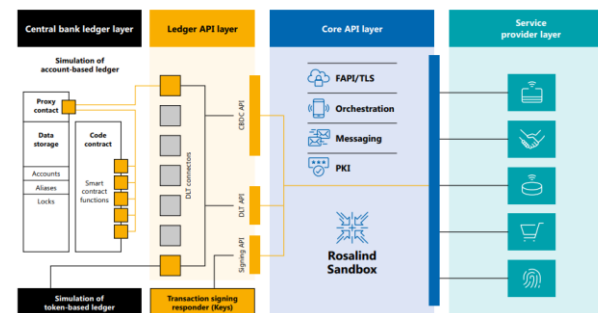 Central bank ledger layer
Ledger API layer
Core API layer
Service
provider layer
Simulation of
account-based ledger
Proxy
contact
Data
storage
Accounts
Aliases
Locks
Code
contract
Smart
contract
functions
DLT connectors
CBDC API
DLT API
Signing API
FAPI/TLS
Orchestration
Messaging
PKI
Rosalind
Sandbox
Simulation of
token-based ledger
Transaction signing
responder (Keys)